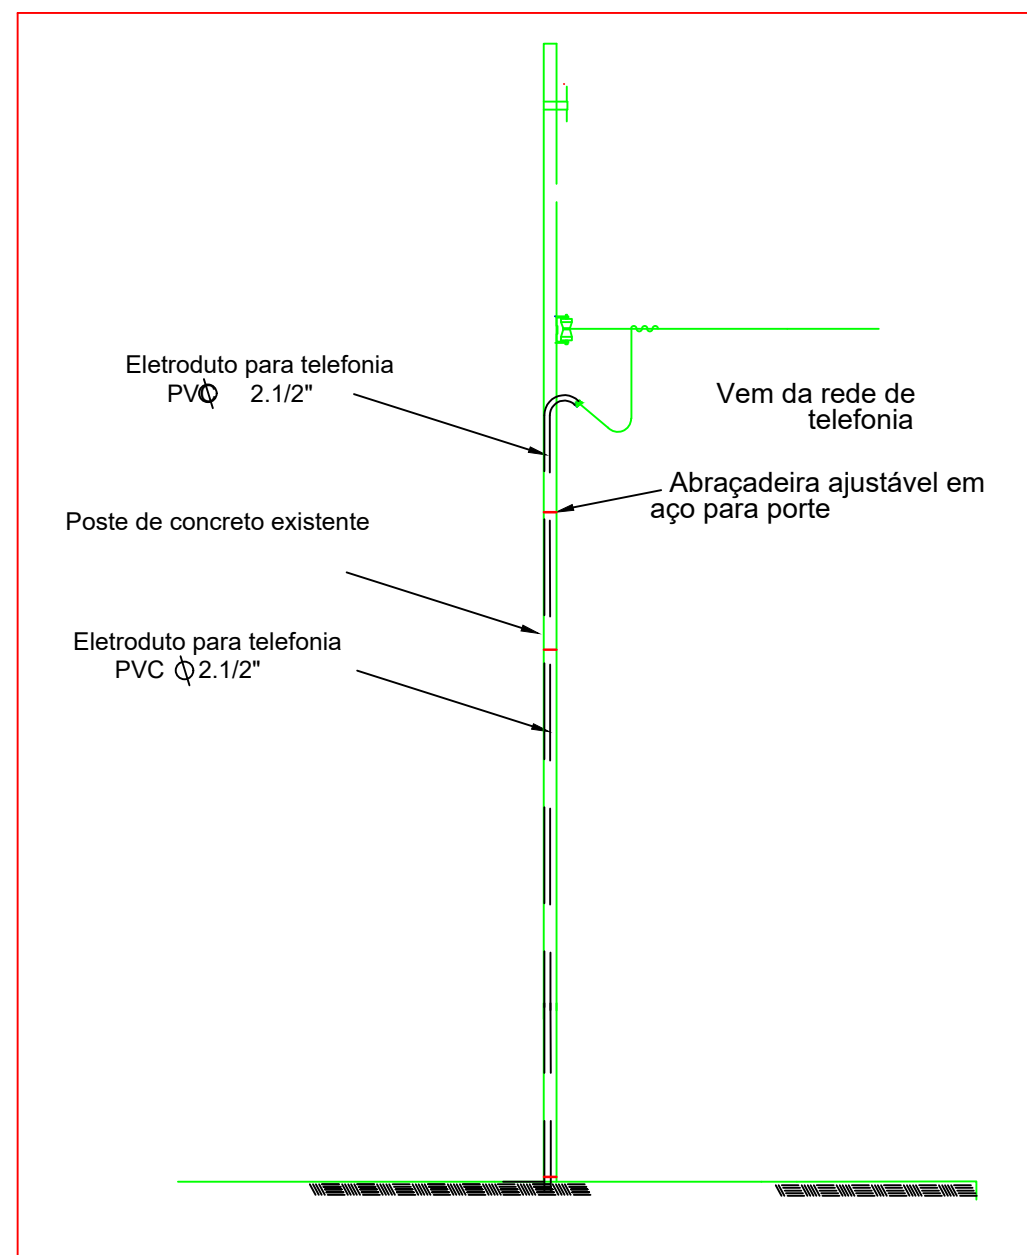 Eletroduto para telefonia
PVC ϕ 2.1/2"
Vem da rede de
telefonia
Abraçadeira ajustável em
aço para porte
Poste de concreto existente
Eletroduto para telefonia
PVC ϕ 2.1/2"